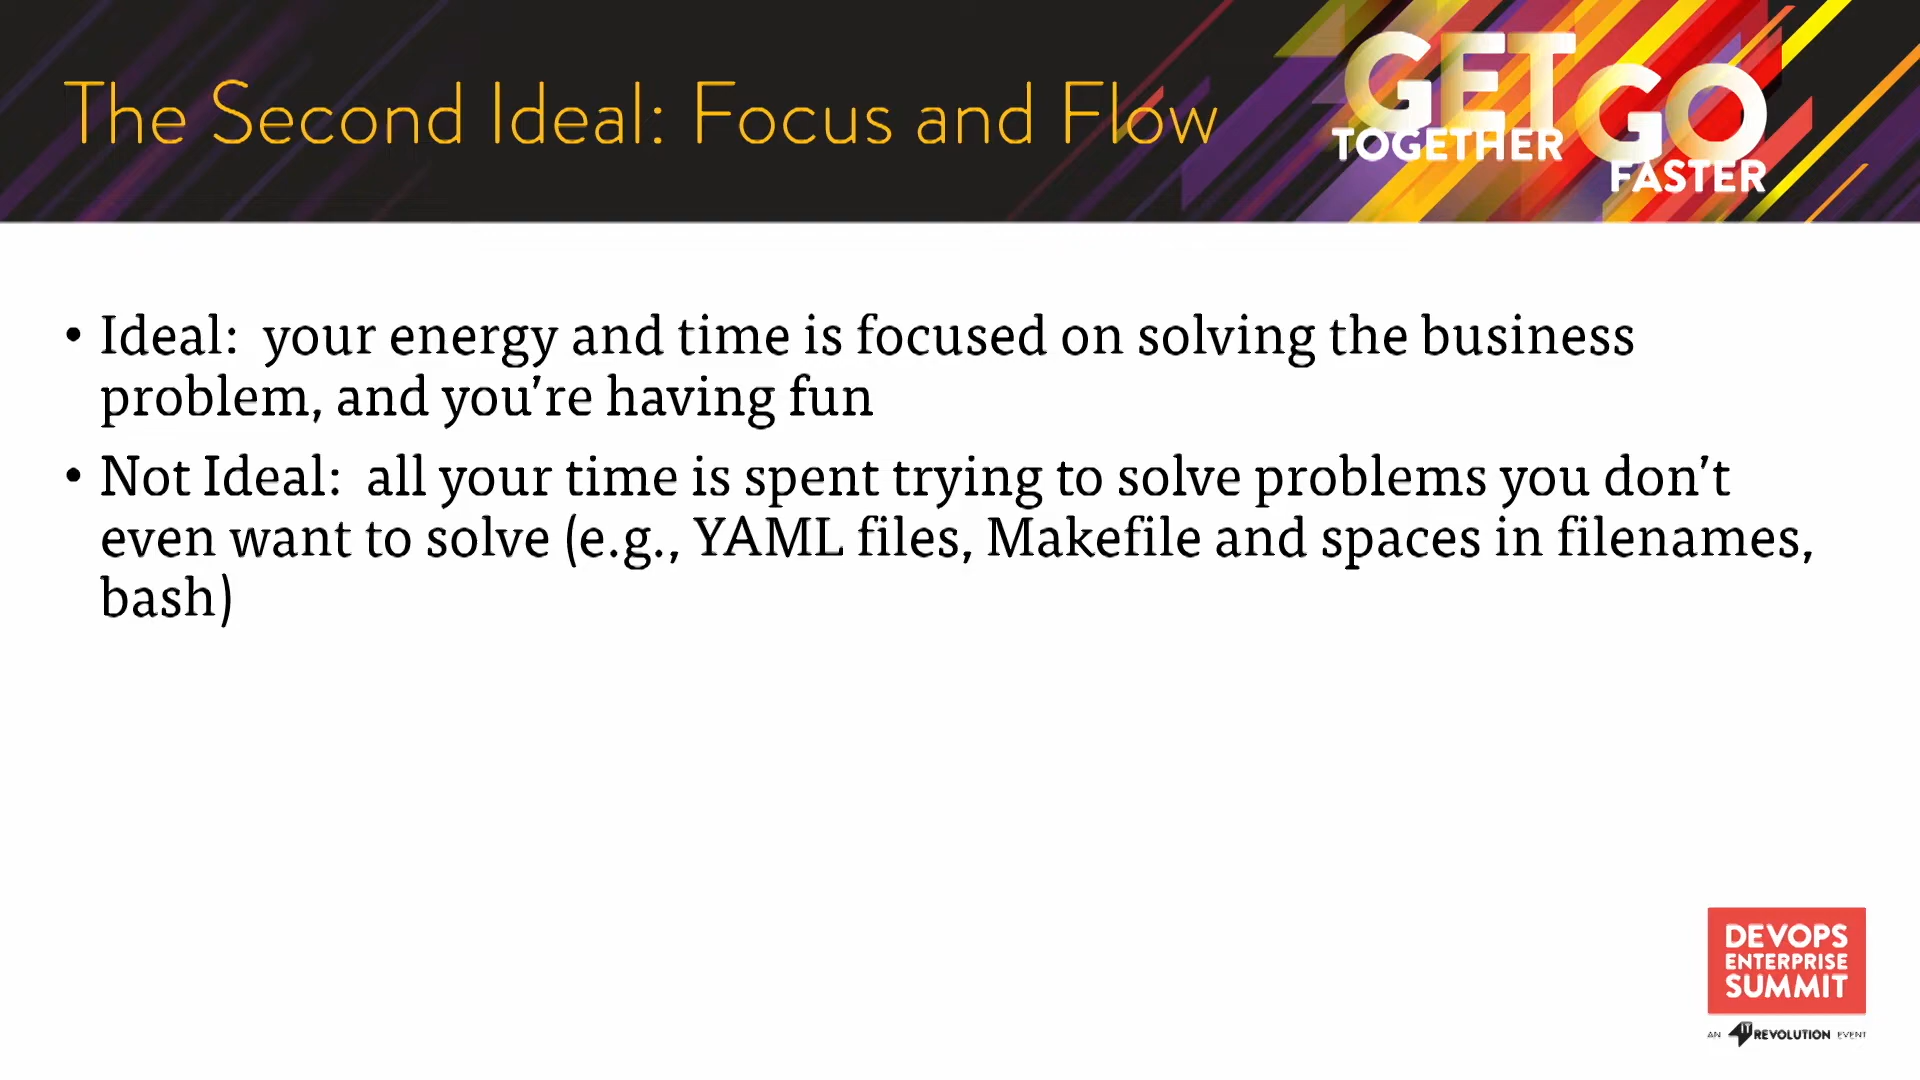 The Second Ideal: Focus and Flow
GET
TOGETHER
GO
FASTER
• Ideal:  your energy and time is focused on solving the business
problem, and you’re having fun
• Not Ideal:  all your time is spent trying to solve problems you don’t
even want to solve (e.g., YAML files, Makefile and spaces in filenames,
bash)
DEVOPS
ENTERPRISE
SUMMIT
AN IT REVOLUTION EVENT